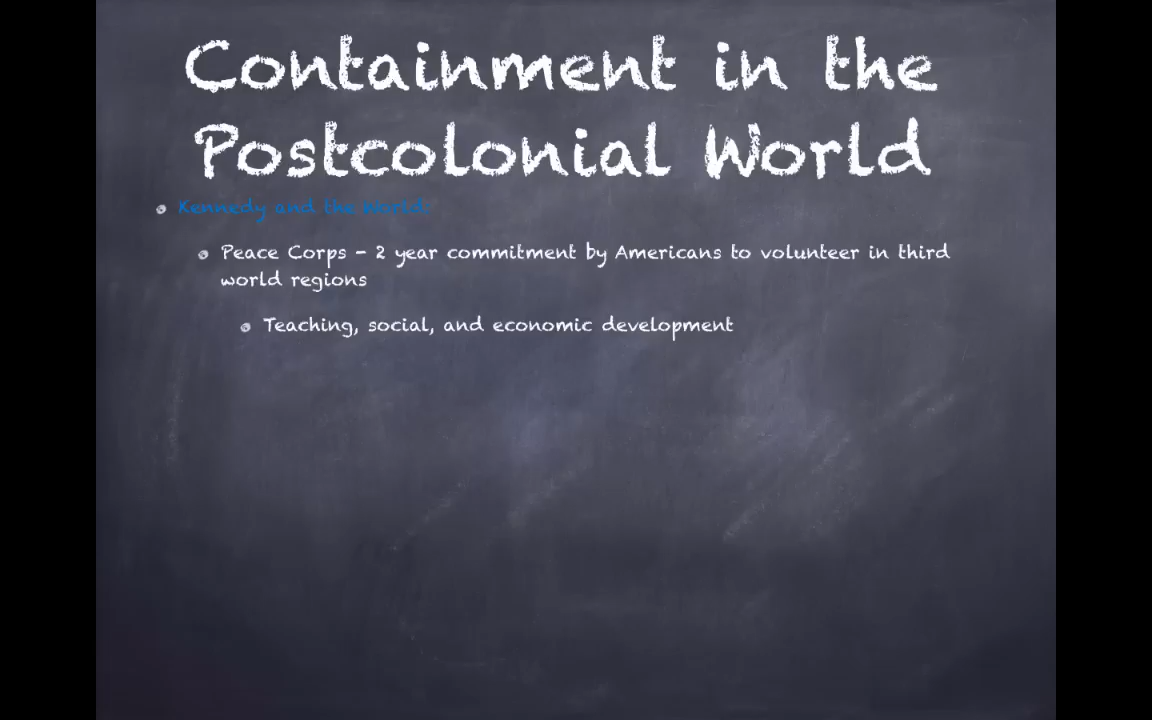 Containment in the
Postcolonial World
Kennedy and the World:
Peace Corps - 2 year commitment by Americans to volunteer in third
world regions
Teaching, social, and economic development